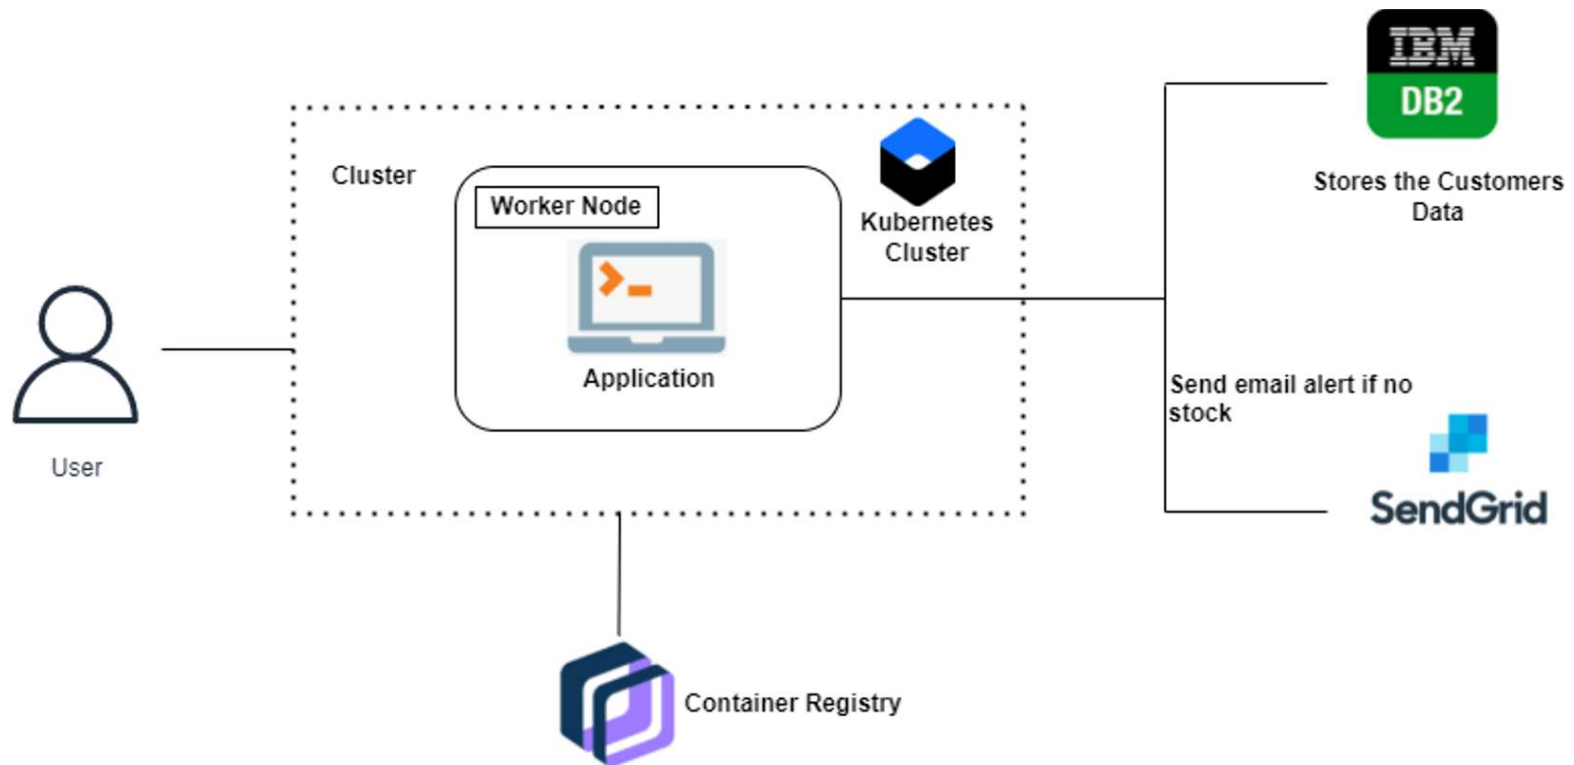 IBM
DB2
Stores the Customers
Data
Cluster
Worker Node
Kubernetes
Cluster
Application
User
Send email alert if no
stock
SendGrid
Container Registry